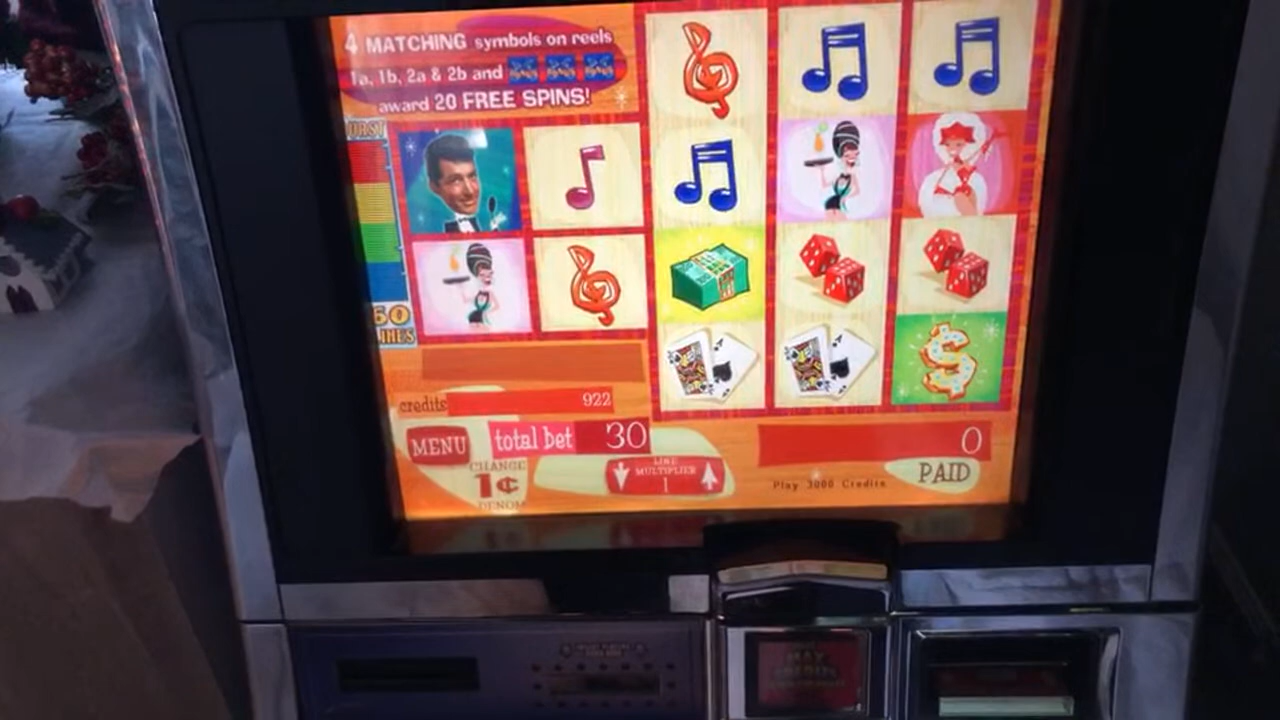 4 MATCHING symbols on reels
1a, 1b, 2a & 2b and
award 20 FREE SPINS!
60
LINES
credits 922
MENU
total bet 30
0
PAID
CHANGE
1¢
DENOM
LINE
MULTIPLIER
1
Play 3000 Credits